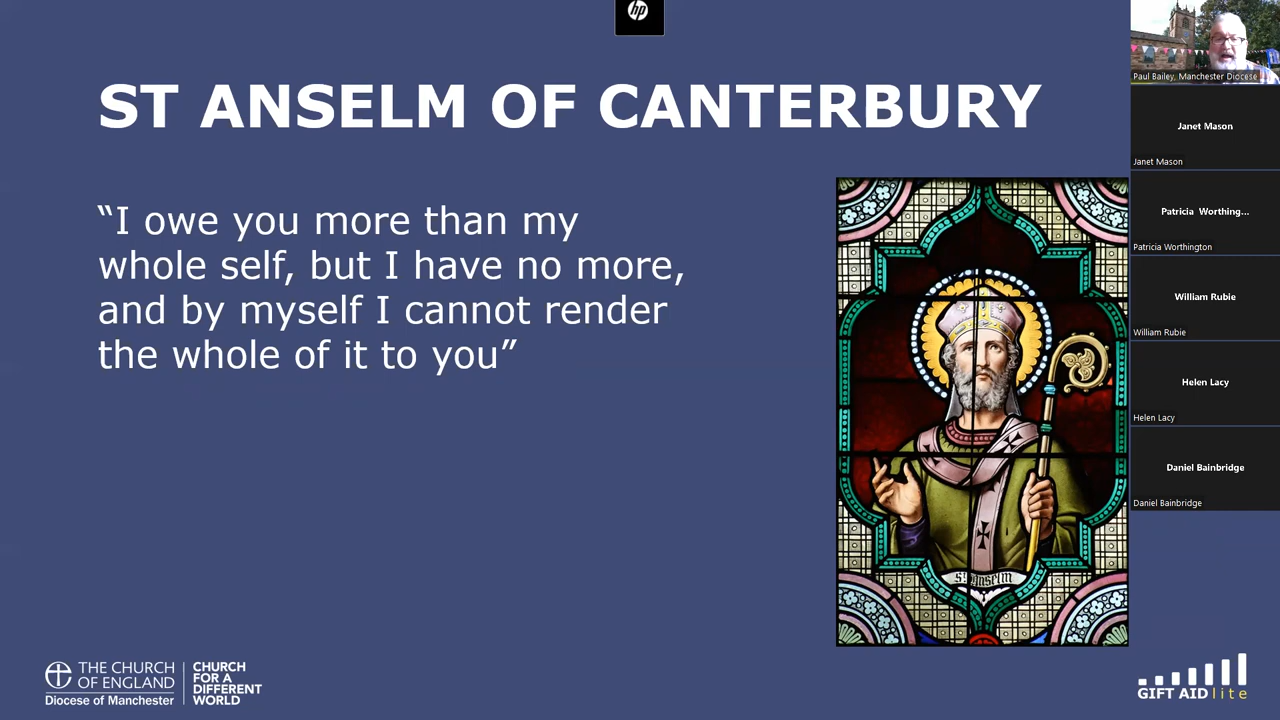 hp
ST ANSELM OF CANTERBURY
“I owe you more than my
whole self, but I have no more,
and by myself I cannot render
the whole of it to you”
St Anselm
THE CHURCH
OF ENGLAND
Diocese of Manchester
CHURCH
FOR A
DIFFERENT
WORLD
GIFT AID lite
Paul Bailey, Manchester Diocese
Janet Mason
Janet Mason
Patricia Worthing...
Patricia Worthington
William Rubie
William Rubie
Helen Lacy
Helen Lacy
Daniel Bainbridge
Daniel Bainbridge